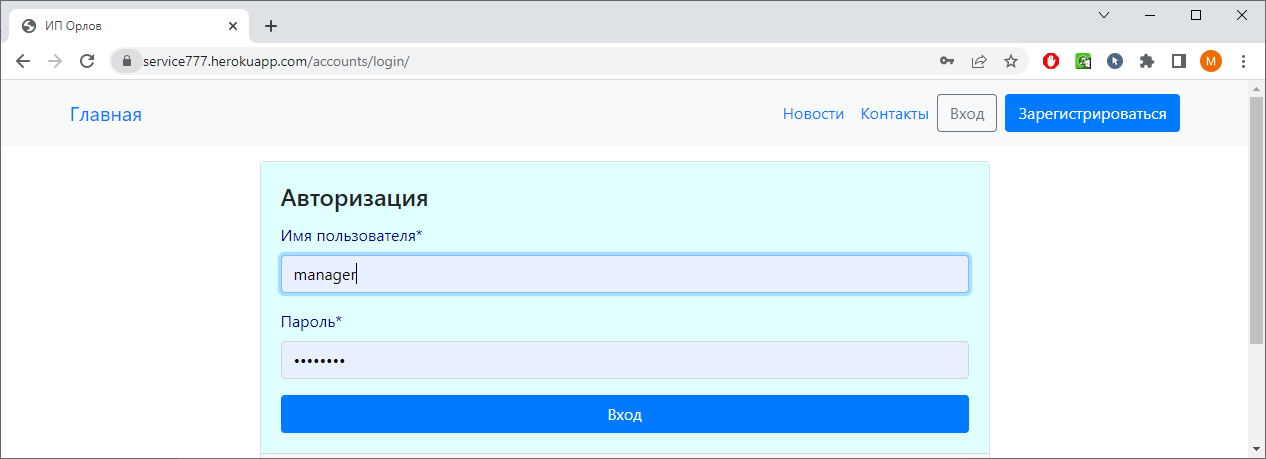 ИП Орлов
service777.herokuapp.com/accounts/login/
М
Главная
Новости Контакты Вход Зарегистрироваться
Авторизация
Имя пользователя*
manager
Пароль*
••••••••
Вход